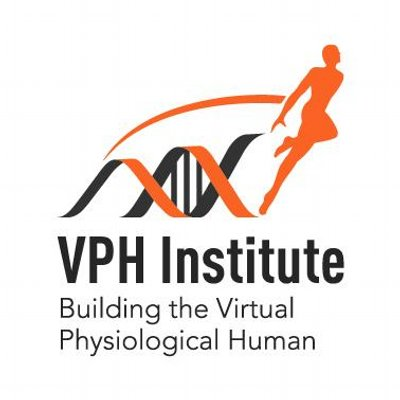 VPH Institute
Building the Virtual
Physiological Human